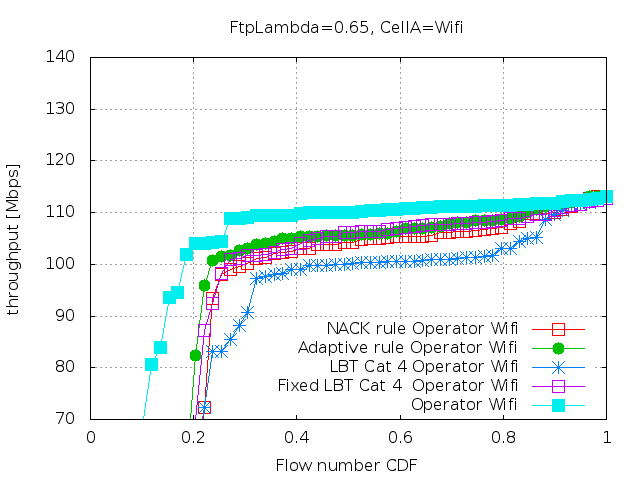 FtpLambda=0.65, CellA=Wifi
140
130
120
110
100
90
80
70
throughput [Mbps]
NACK rule Operator Wifi
Adaptive rule Operator Wifi
LBT Cat 4 Operator Wifi
Fixed LBT Cat 4  Operator Wifi
Operator Wifi
0 0.2 0.4 0.6 0.8 1
Flow number CDF